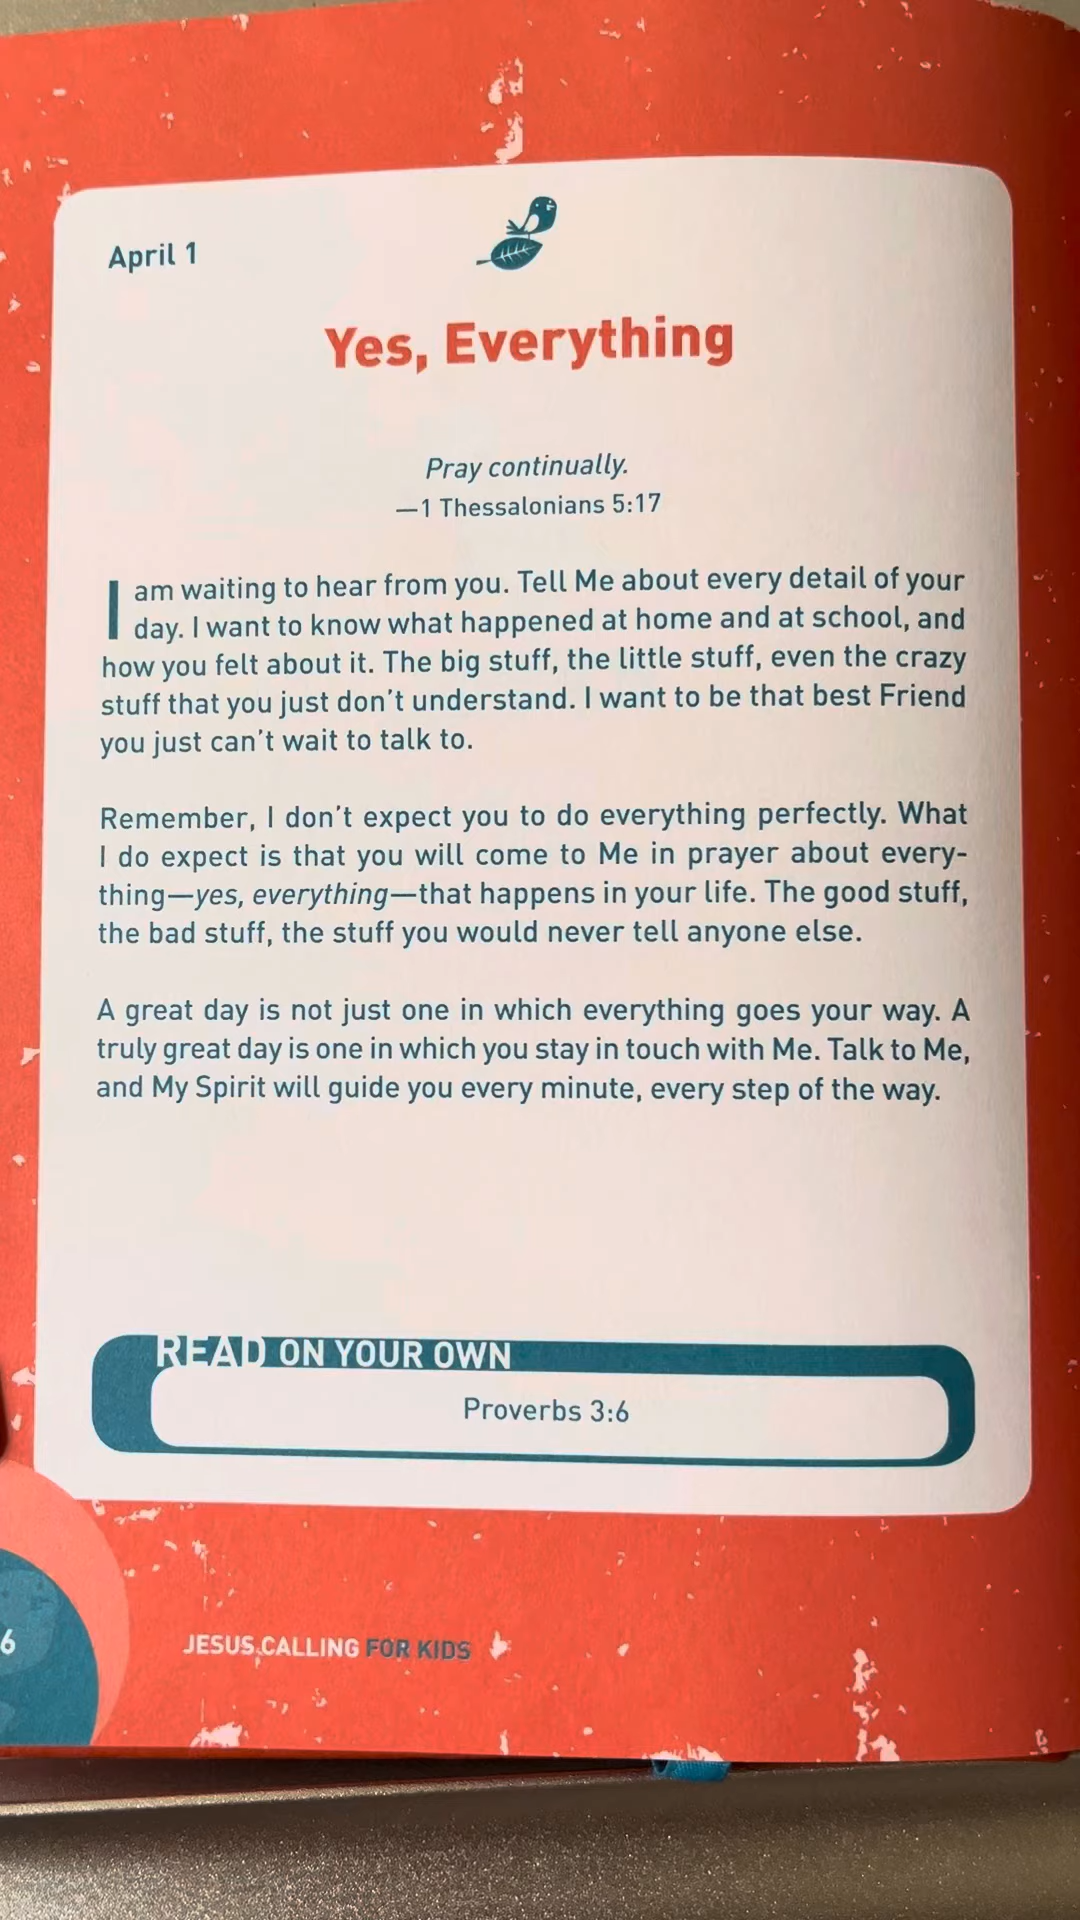 April 1
Yes, Everything
Pray continually.
—1 Thessalonians 5:17
I am waiting to hear from you. Tell Me about every detail of your
day. I want to know what happened at home and at school, and
how you felt about it. The big stuff, the little stuff, even the crazy
stuff that you just don't understand. I want to be that best Friend
you just can't wait to talk to.
Remember, I don't expect you to do everything perfectly. What
I do expect is that you will come to Me in prayer about every-
thing—yes, everything—that happens in your life. The good stuff,
the bad stuff, the stuff you would never tell anyone else.
A great day is not just one in which everything goes your way. A
truly great day is one in which you stay in touch with Me. Talk to Me,
and My Spirit will guide you every minute, every step of the way.
READ ON YOUR OWN
Proverbs 3:6
6
JESUS CALLING FOR KIDS